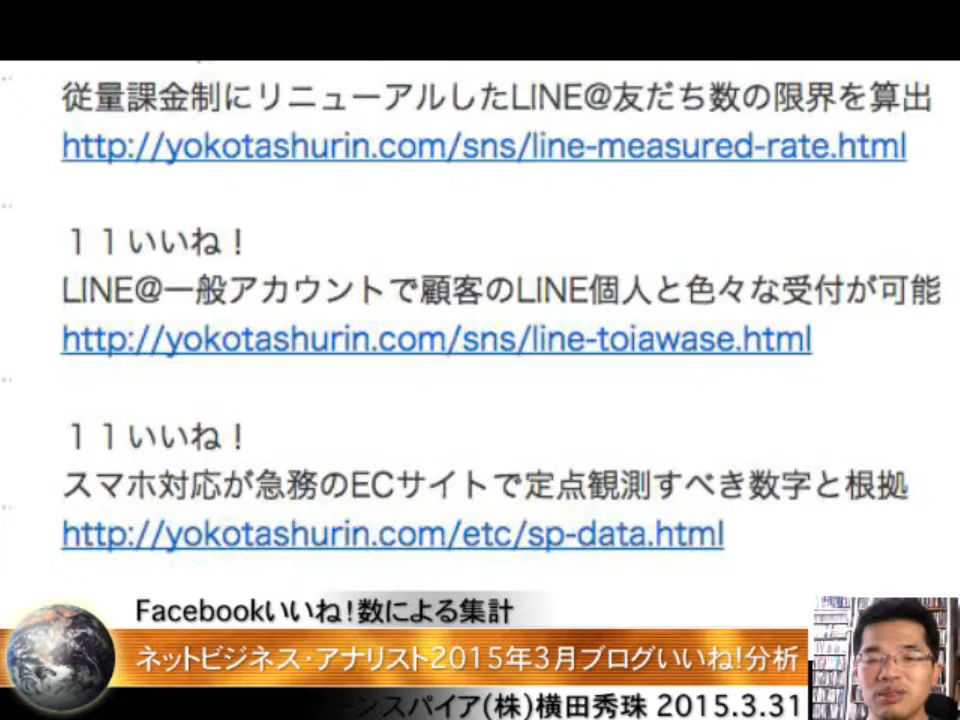 従量課金制にリニューアルしたLINE@友だち数の限界を算出
http://yokotashurin.com/sns/line-measured-rate.html
１１いいね！
LINE@一般アカウントで顧客のLINE個人と色々な受付が可能
http://yokotashurin.com/sns/line-toiawase.html
１１いいね！
スマホ対応が急務のECサイトで定点観測すべき数字と根拠
http://yokotashurin.com/etc/sp-data.html
Facebookいいね！数による集計
ネットビジネス・アナリスト2015年3月ブログいいね!分析
ーンスパイア(株)横田秀珠 2015.3.31